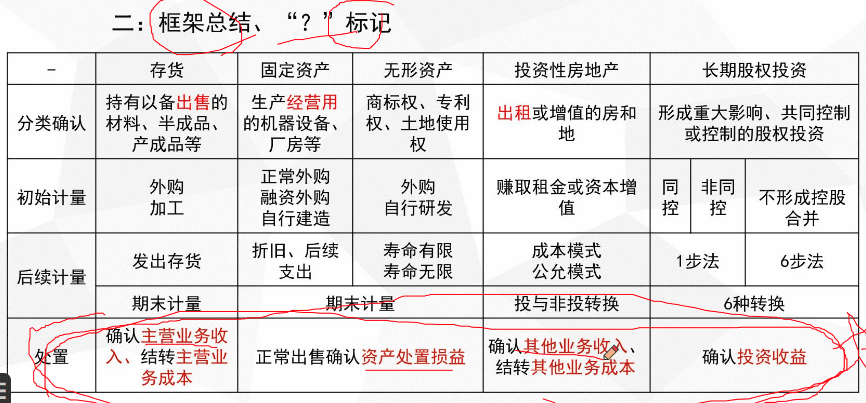 二：框架总结、“？”标记
－ 存货 固定资产 无形资产 投资性房地产 长期股权投资
分类确认
持有以备出售的
材料、半成品、
产成品等
生产经营用
的机器设备、
厂房等
商标权、专利
权、土地使用
权
出租或增值的房和
地
形成重大影响、共同控制
或控制的股权投资
初始计量
外购
加工
正常外购
融资外购
自行建造
外购
自行研发
赚取租金或资本增
值
同
控
非同
控
不形成控股
合并
后续计量
发出存货
折旧、后续
支出
寿命有限
寿命无限
成本模式
公允模式
1步法
6步法
期末计量
期末计量
投与非投转换
6种转换
处置
确认主营业务收
入、结转主营业
务成本
正常出售确认资产处置损益
确认其他业务收入、
结转其他业务成本
确认投资收益